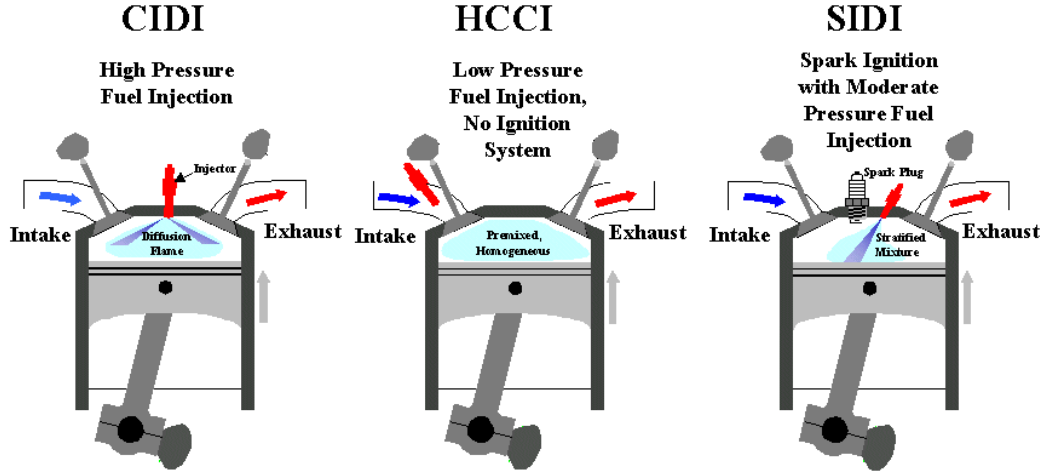 CIDI
High Pressure
Fuel Injection
Injector
Intake
Exhaust
Diffusion
Flame
HCCI
Low Pressure
Fuel Injection,
No Ignition
System
Intake
Exhaust
Premixed,
Homogeneous
SIDI
Spark Ignition
with Moderate
Pressure Fuel
Injection
Spark Plug
Intake
Exhaust
Stratified
Mixture